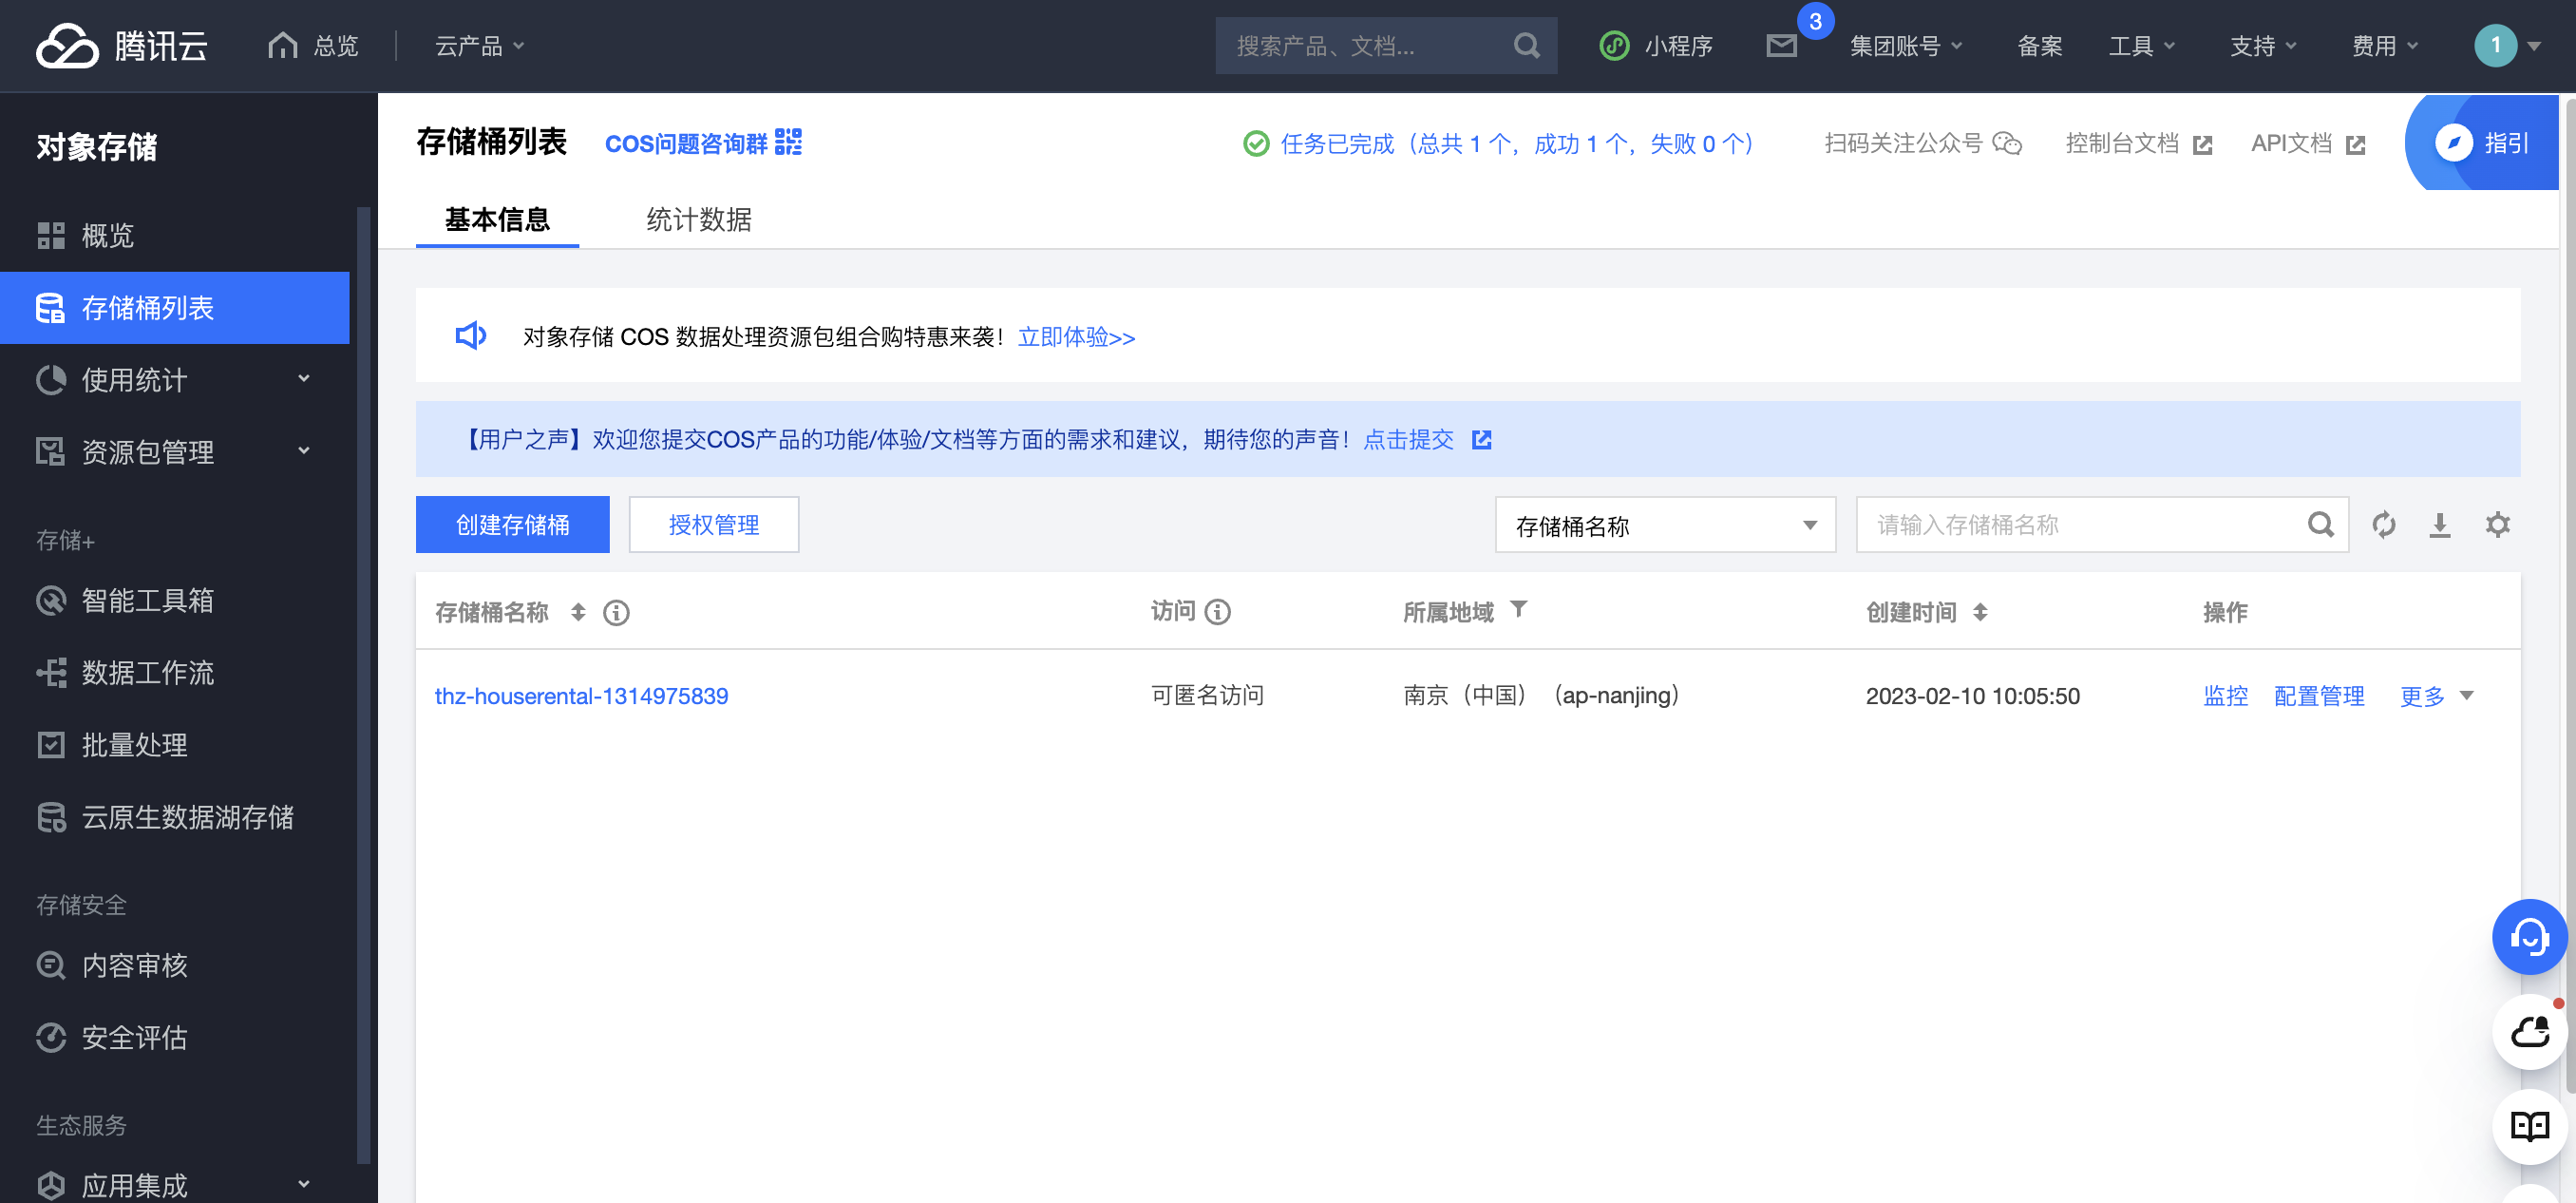 腾讯云 总览 云产品 搜索产品、文档... 小程序 3 集团账号 备案 工具 支持 费用 1
对象存储
概览
存储桶列表
使用统计
资源包管理
存储+
智能工具箱
数据工作流
批量处理
云原生数据湖存储
存储安全
内容审核
安全评估
生态服务
应用集成
存储桶列表 COS问题咨询群 任务已完成（总共 1 个，成功 1 个，失败 0 个） 扫码关注公众号 控制台文档 API文档 指引
基本信息 统计数据
对象存储 COS 数据处理资源包组合购特惠来袭！立即体验>>
【用户之声】欢迎您提交COS产品的功能/体验/文档等方面的需求和建议，期待您的声音！点击提交
创建存储桶 授权管理 存储桶名称 请输入存储桶名称
存储桶名称 访问 所属地域 创建时间 操作
thz-houserental-1314975839 可匿名访问 南京（中国）（ap-nanjing） 2023-02-10 10:05:50 监控 配置管理 更多